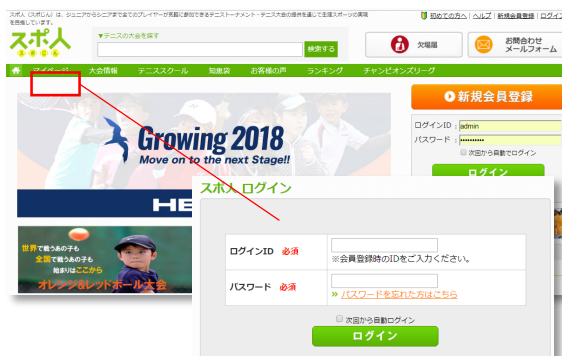 スポ人（スポじん）は、ジュニアからシニアまで全てのプレイヤーが気軽に参加できるテニストーナメント・テニス大会の提供を通じて生涯スポーツの実現
を目指しています。
初めての方へ | ヘルプ | 新規会員登録 | ログイン
スポ人
▼テニスの大会を探す
検索する
欠場届
お問合わせ
メールフォーム
マイページ 大会情報 テニススクール 知恵袋 お客様の声 ランキング チャンピオンズリーグ
新規会員登録
ログインID : admin
パスワード : ••••••••••
次回から自動でログイン
ログイン
Growing 2018
Move on to the next Stage!!
HE
世界で戦うあの子も
全国で戦うあの子も
始まりはここから
オレンジ&レッドボール大会
スポ人 ログイン
ログインID 必須
※会員登録時のIDをご入力ください。
パスワード 必須
» パスワードを忘れた方はこちら
次回から自動ログイン
ログイン